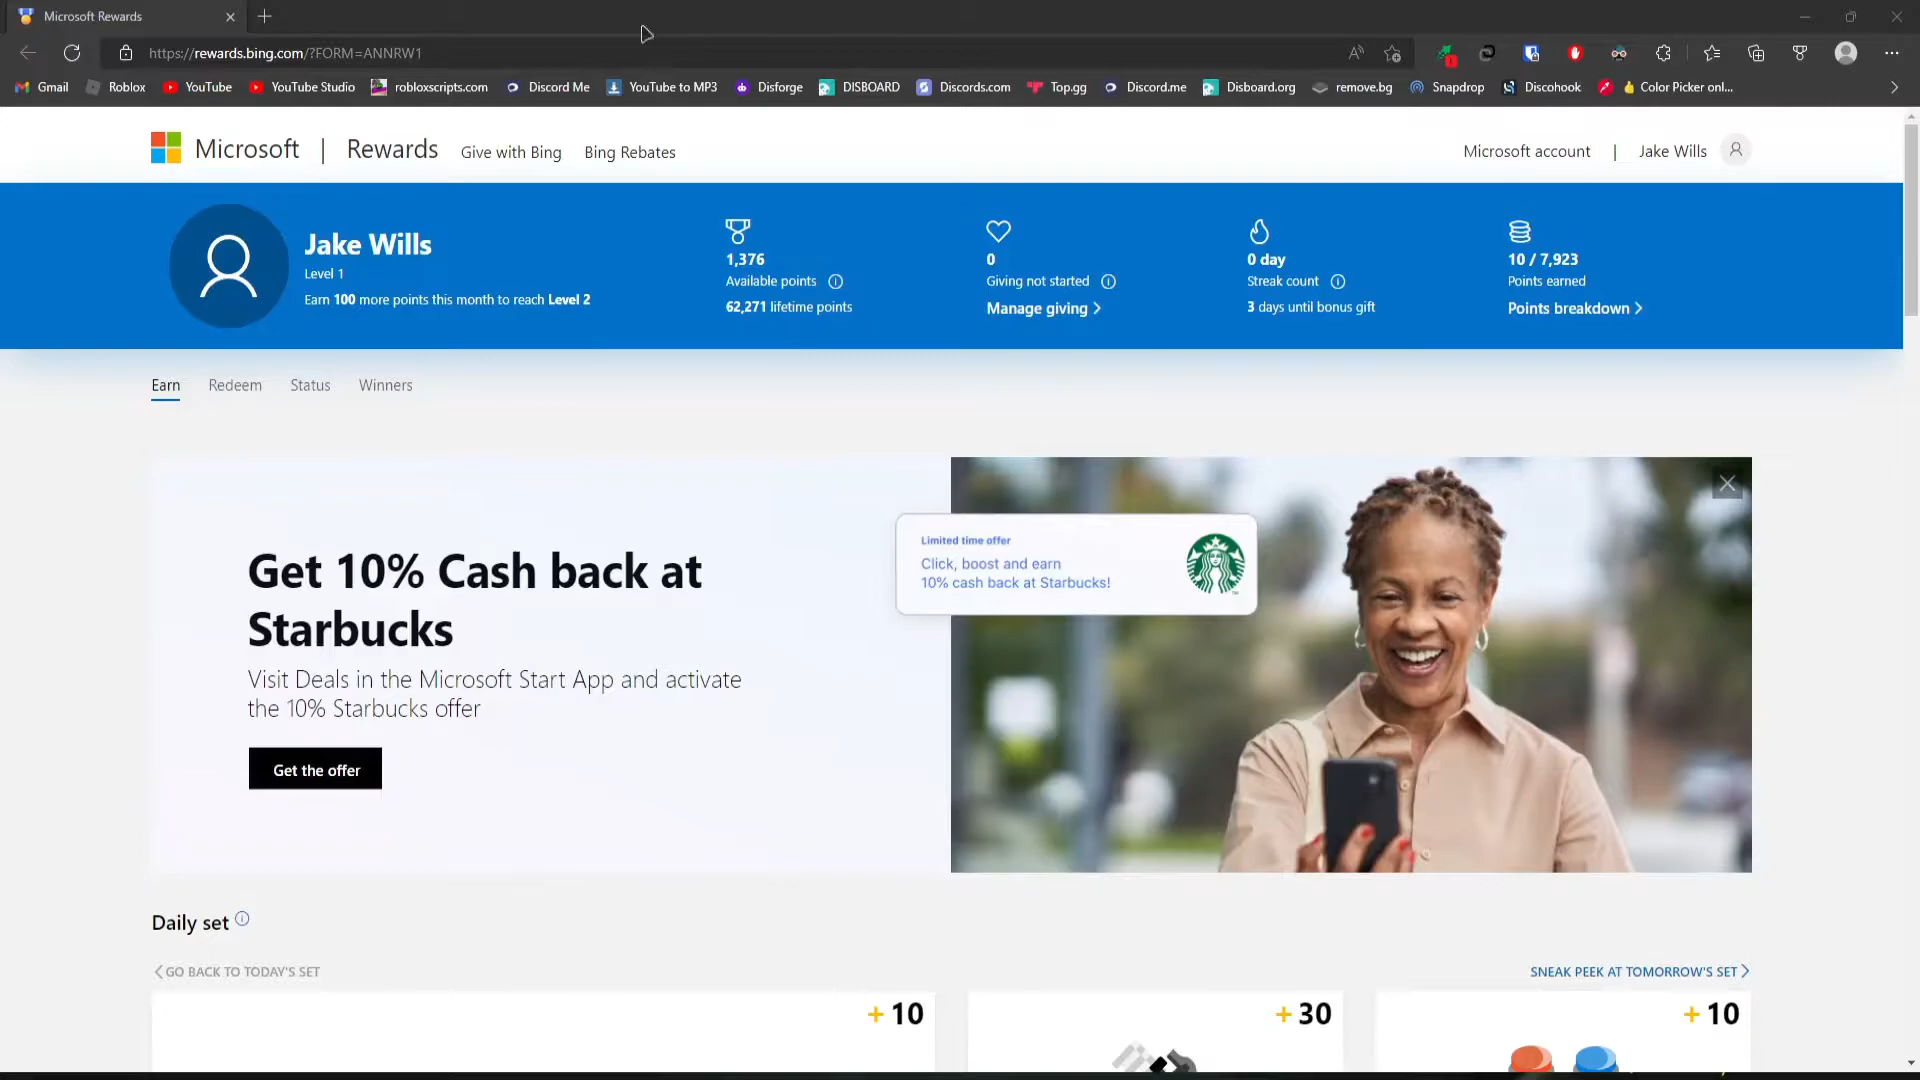 Microsoft Rewards
https://rewards.bing.com/?FORM=ANNRW1
Gmail Roblox YouTube YouTube Studio robloxscripts.com Discord Me YouTube to MP3 Disforge DISBOARD Discords.com Top.gg Discord.me Disboard.org remove.bg Snapdrop Discohook Color Picker onl...
Microsoft | Rewards Give with Bing Bing Rebates Microsoft account | Jake Wills
Jake Wills
Level 1
Earn 100 more points this month to reach Level 2
1,376
Available points
62,271 lifetime points
0
Giving not started
Manage giving
0 day
Streak count
3 days until bonus gift
10 / 7,923
Points earned
Points breakdown
Earn Redeem Status Winners
Get 10% Cash back at
Starbucks
Visit Deals in the Microsoft Start App and activate
the 10% Starbucks offer
Get the offer
Limited time offer
Click, boost and earn
10% cash back at Starbucks!
Daily set
GO BACK TO TODAY'S SET SNEAK PEEK AT TOMORROW'S SET
+ 10 + 30 + 10